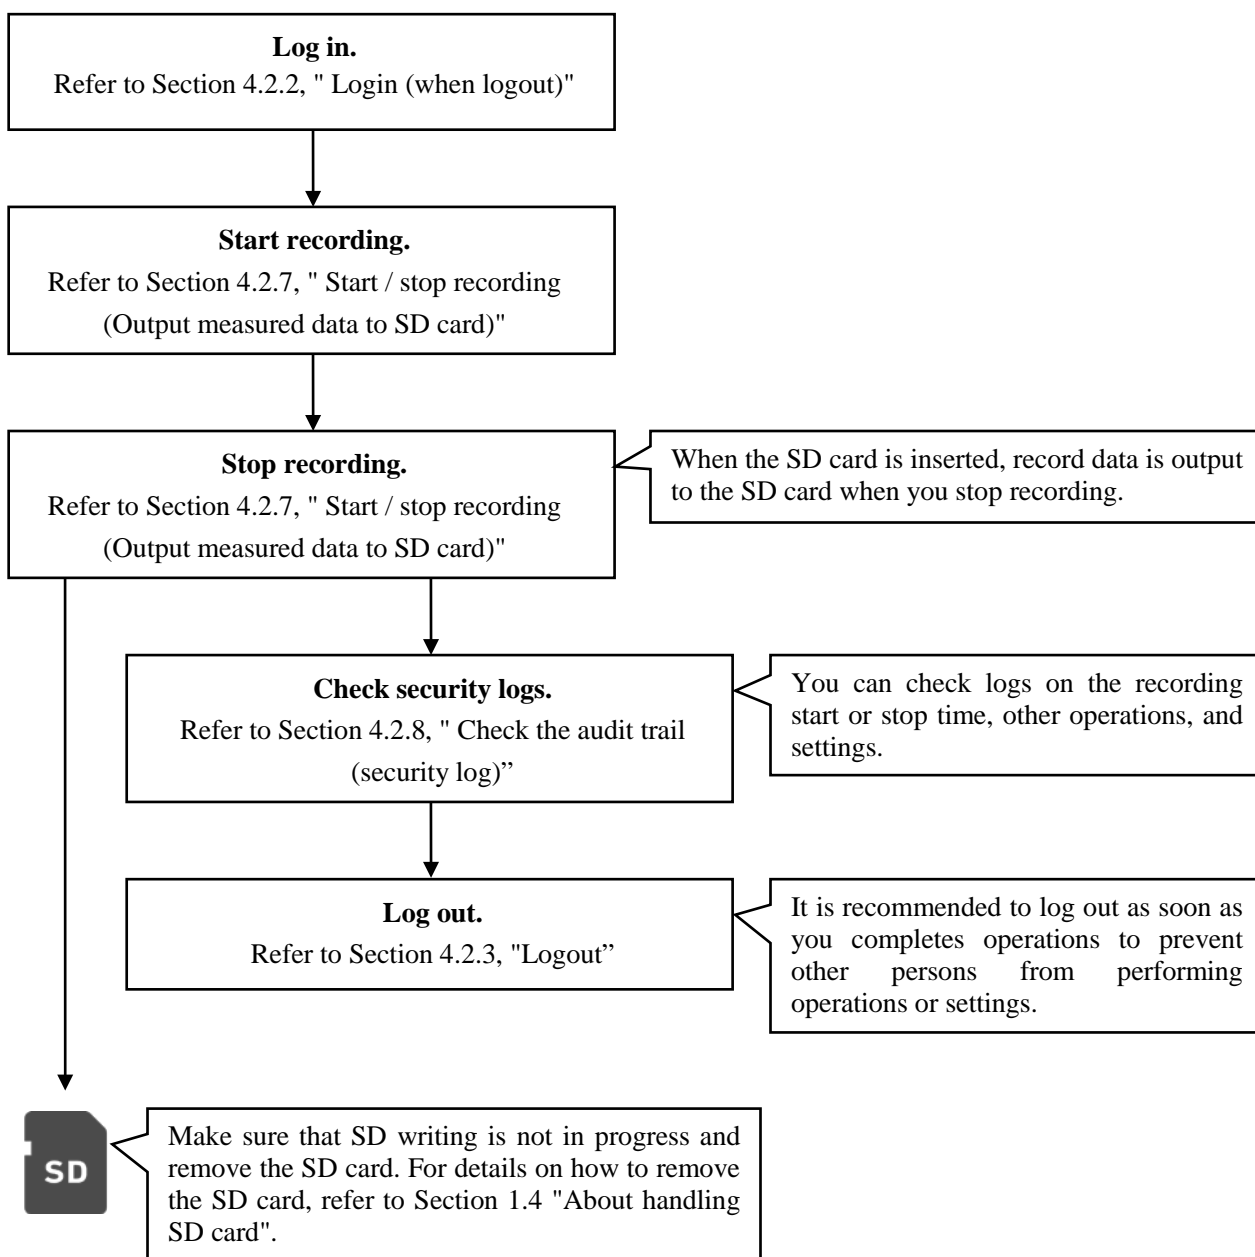 Log in.
Refer to Section 4.2.2, " Login (when logout)"
Start recording.
Refer to Section 4.2.7, " Start / stop recording
(Output measured data to SD card)"
Stop recording.
Refer to Section 4.2.7, " Start / stop recording
(Output measured data to SD card)"
When the SD card is inserted, record data is output
to the SD card when you stop recording.
Check security logs.
Refer to Section 4.2.8, " Check the audit trail
(security log)”
You can check logs on the recording
start or stop time, other operations, and
settings.
Log out.
Refer to Section 4.2.3, "Logout”
It is recommended to log out as soon as
you completes operations to prevent
other persons from performing
operations or settings.
SD
Make sure that SD writing is not in progress and
remove the SD card. For details on how to remove
the SD card, refer to Section 1.4 "About handling
SD card".